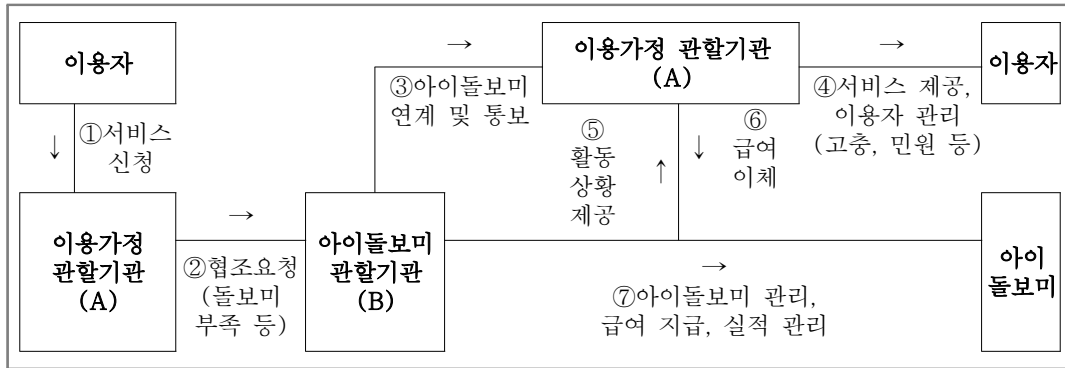 이용자
①서비스
신청
↓
이용가정
관할기관
(A)
→
②협조요청
(돌보미
부족 등)
아이돌보미
관할기관
(B)
→
③아이돌보미
연계 및 통보
이용가정 관할기관
(A)
→
④서비스 제공,
이용자 관리
(고충, 민원 등)
이용자
⑤
활동
상황
제공
↑
↓
⑥
급여
이체
→
⑦아이돌보미 관리,
급여 지급, 실적 관리
아이
돌보미